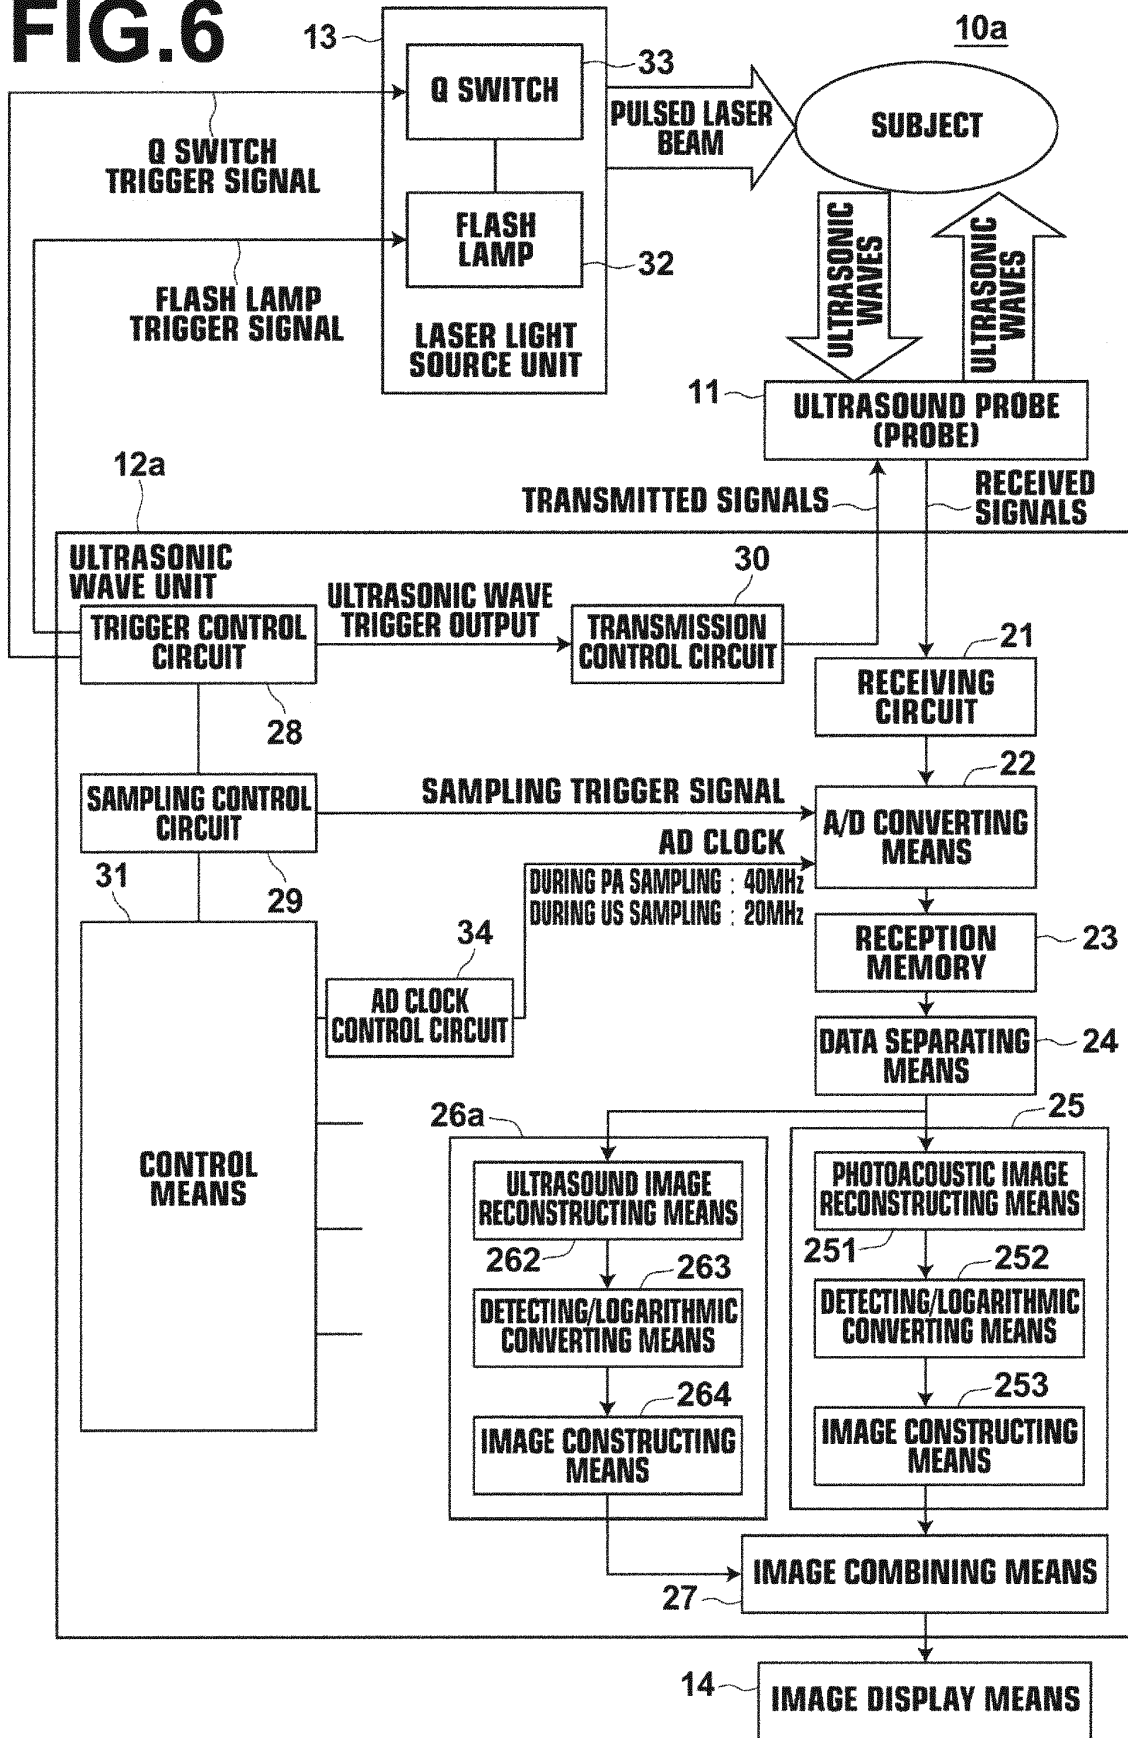 FIG.6
10a
13
33
Q SWITCH
PULSED LASER
BEAM
SUBJECT
Q SWITCH
TRIGGER SIGNAL
FLASH
LAMP
32
ULTRASONIC
WAVES
ULTRASONIC
WAVES
FLASH LAMP
TRIGGER SIGNAL
LASER LIGHT
SOURCE UNIT
11
ULTRASOUND PROBE
(PROBE)
12a
TRANSMITTED SIGNALS
RECEIVED
SIGNALS
ULTRASONIC
WAVE UNIT
ULTRASONIC WAVE
TRIGGER OUTPUT
30
TRIGGER CONTROL
CIRCUIT
TRANSMISSION
CONTROL CIRCUIT
21
RECEIVING
CIRCUIT
28
22
SAMPLING CONTROL
CIRCUIT
SAMPLING TRIGGER SIGNAL
A/D CONVERTING
MEANS
AD CLOCK
31
29
DURING PA SAMPLING : 40MHz
DURING US SAMPLING : 20MHz
34
RECEPTION
MEMORY
23
AD CLOCK
CONTROL CIRCUIT
DATA SEPARATING
MEANS
24
26a
25
CONTROL
MEANS
ULTRASOUND IMAGE
RECONSTRUCTING MEANS
PHOTOACOUSTIC IMAGE
RECONSTRUCTING MEANS
262
251
263
252
DETECTING/LOGARITHMIC
CONVERTING MEANS
DETECTING/LOGARITHMIC
CONVERTING MEANS
264
253
IMAGE CONSTRUCTING
MEANS
IMAGE CONSTRUCTING
MEANS
IMAGE COMBINING MEANS
27
14
IMAGE DISPLAY MEANS